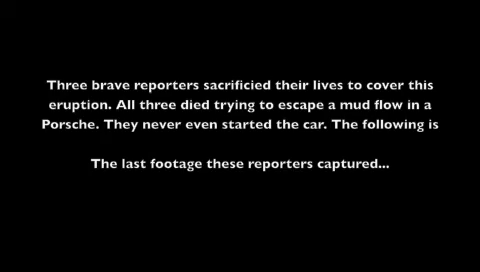 Three brave reporters sacrificied their lives to cover this
eruption. All three died trying to escape a mud flow in a
Porsche. They never even started the car. The following is
The last footage these reporters captured...